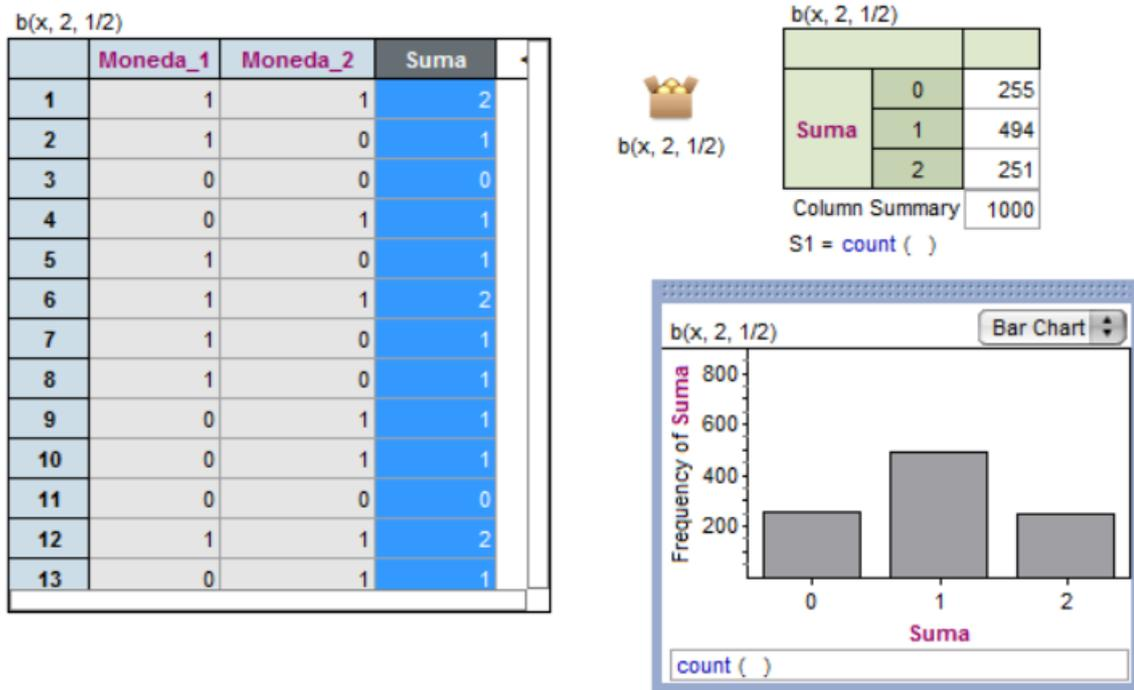 b(x, 2, 1/2)
Moneda_1 Moneda_2 Suma
1 1 1 2
2 1 0 1
3 0 0 0
4 0 1 1
5 1 0 1
6 1 1 2
7 1 0 1
8 1 0 1
9 0 1 1
10 0 1 1
11 0 0 0
12 1 1 2
13 0 1 1
b(x, 2, 1/2)
b(x, 2, 1/2)
0 255
Suma 1 494
2 251
Column Summary 1000
S1 = count ( )
b(x, 2, 1/2) Bar Chart
Frequency of Suma
800
600
400
200
0 1 2
Suma
count ( )